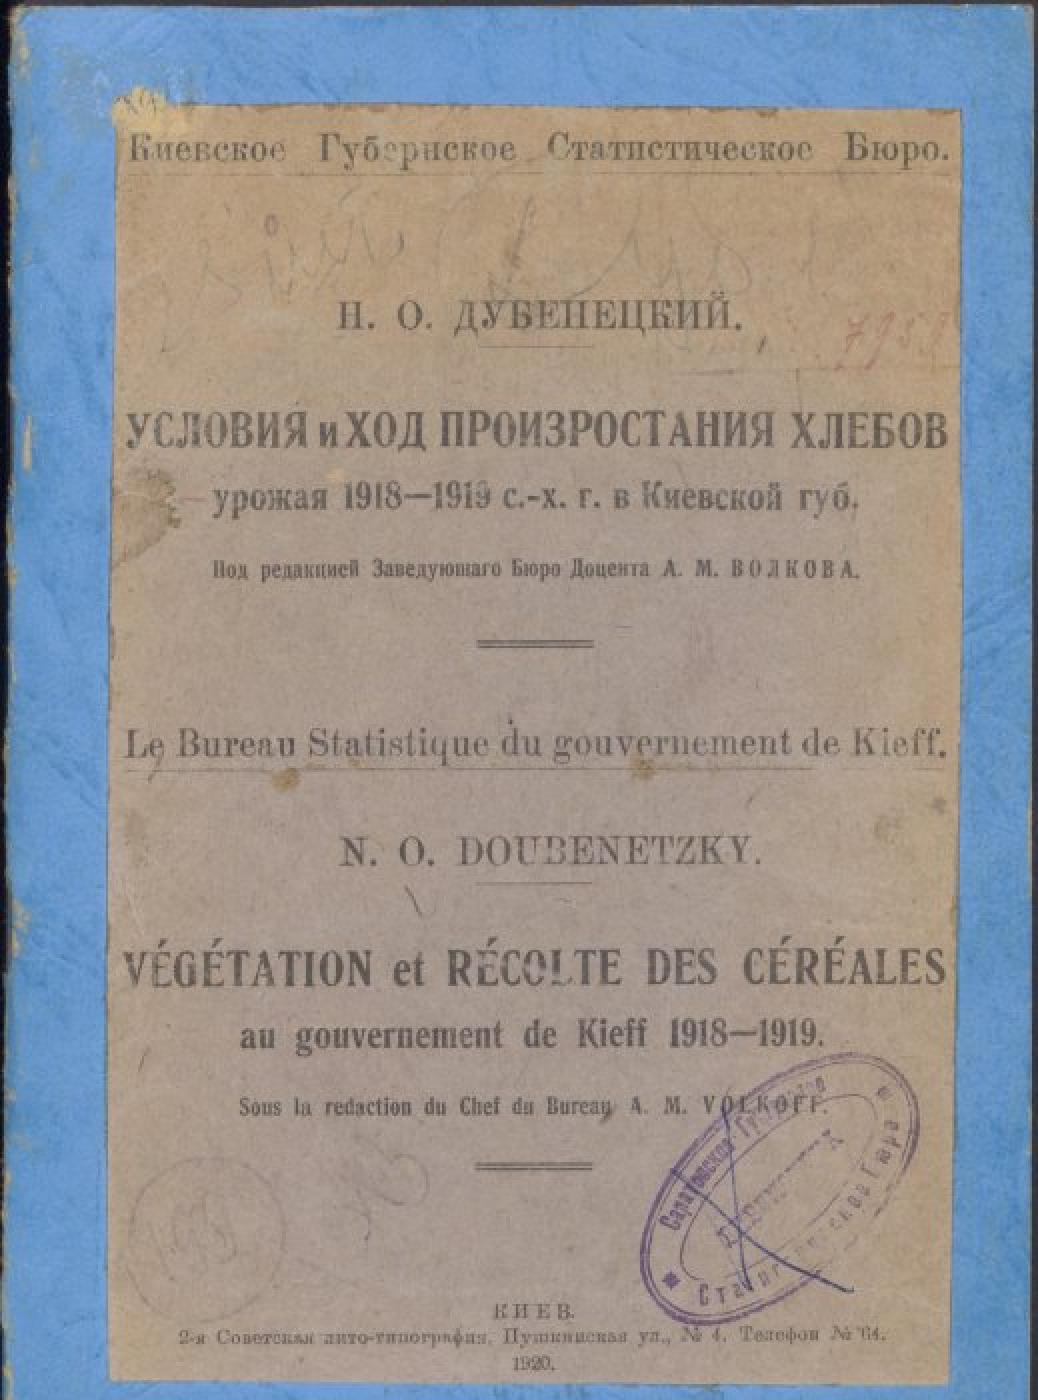 Киевское Губернское Статистическое Бюро.
Н. О. ДУБЕНЕЦКИЙ.
795
УСЛОВИЯ и ХОД ПРОИЗРОСТАНИЯ ХЛЕБОВ
урожая 1918—1919 с.-х. г. в Киевской губ.
Под редакцией Заведующаго Бюро Доцента А. М. ВОЛКОВА.
Le Bureau Statistique du gouvernement de Kieff.
N. O. DOUBENETZKY.
VÉGÉTATION et RÉCOLTE DES CÉRÉALES
au gouvernement de Kieff 1918—1919.
Sous la redaction du Chef du Bureau A. M. VOLKOFF.
Саратовское
КИЕВ.
2-я Советская лито-типография, Пушкинская ул., № 4. Телефон № 64.
1920.